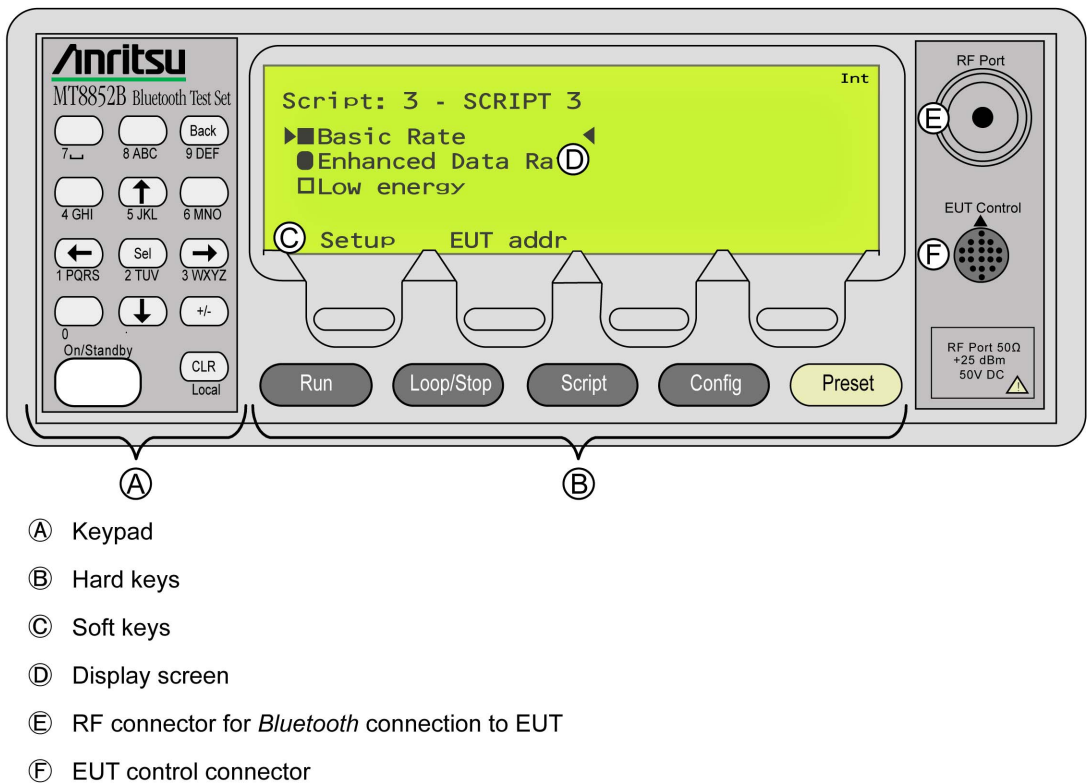 Anritsu
MT8852B Bluetooth Test Set
Back
7 8 ABC 9 DEF
4 GHI 5 JKL 6 MNO
Sel
1 PQRS 2 TUV 3 WXYZ
+/-
0 .
On/Standby
CLR
Local
Int
Script: 3 - SCRIPT 3
Basic Rate
Enhanced Data Ra
Low energy
Setup EUT addr
Run Loop/Stop Script Config Preset
RF Port
EUT Control
RF Port 50Ω
+25 dBm
50V DC
A
B
C
D
E
F
Ⓐ Keypad
Ⓑ Hard keys
Ⓒ Soft keys
Ⓓ Display screen
Ⓔ RF connector for Bluetooth connection to EUT
Ⓕ EUT control connector